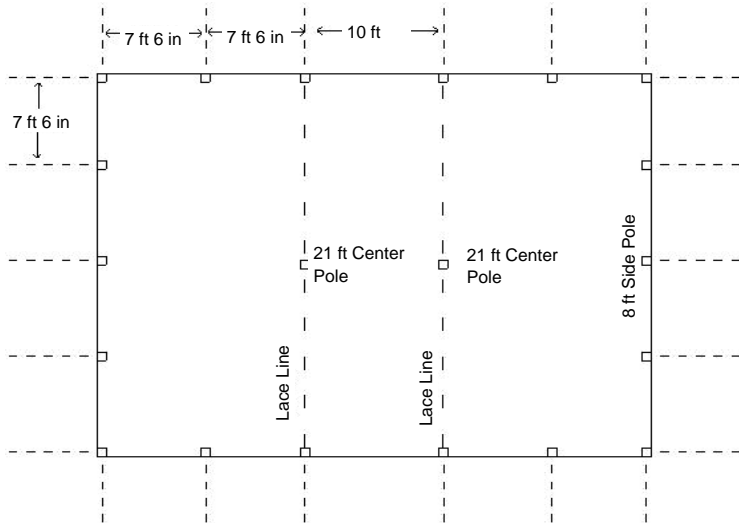 7 ft 6 in
7 ft 6 in
10 ft
7 ft 6 in
21 ft Center
Pole
21 ft Center
Pole
8 ft Side Pole
Lace Line
Lace Line